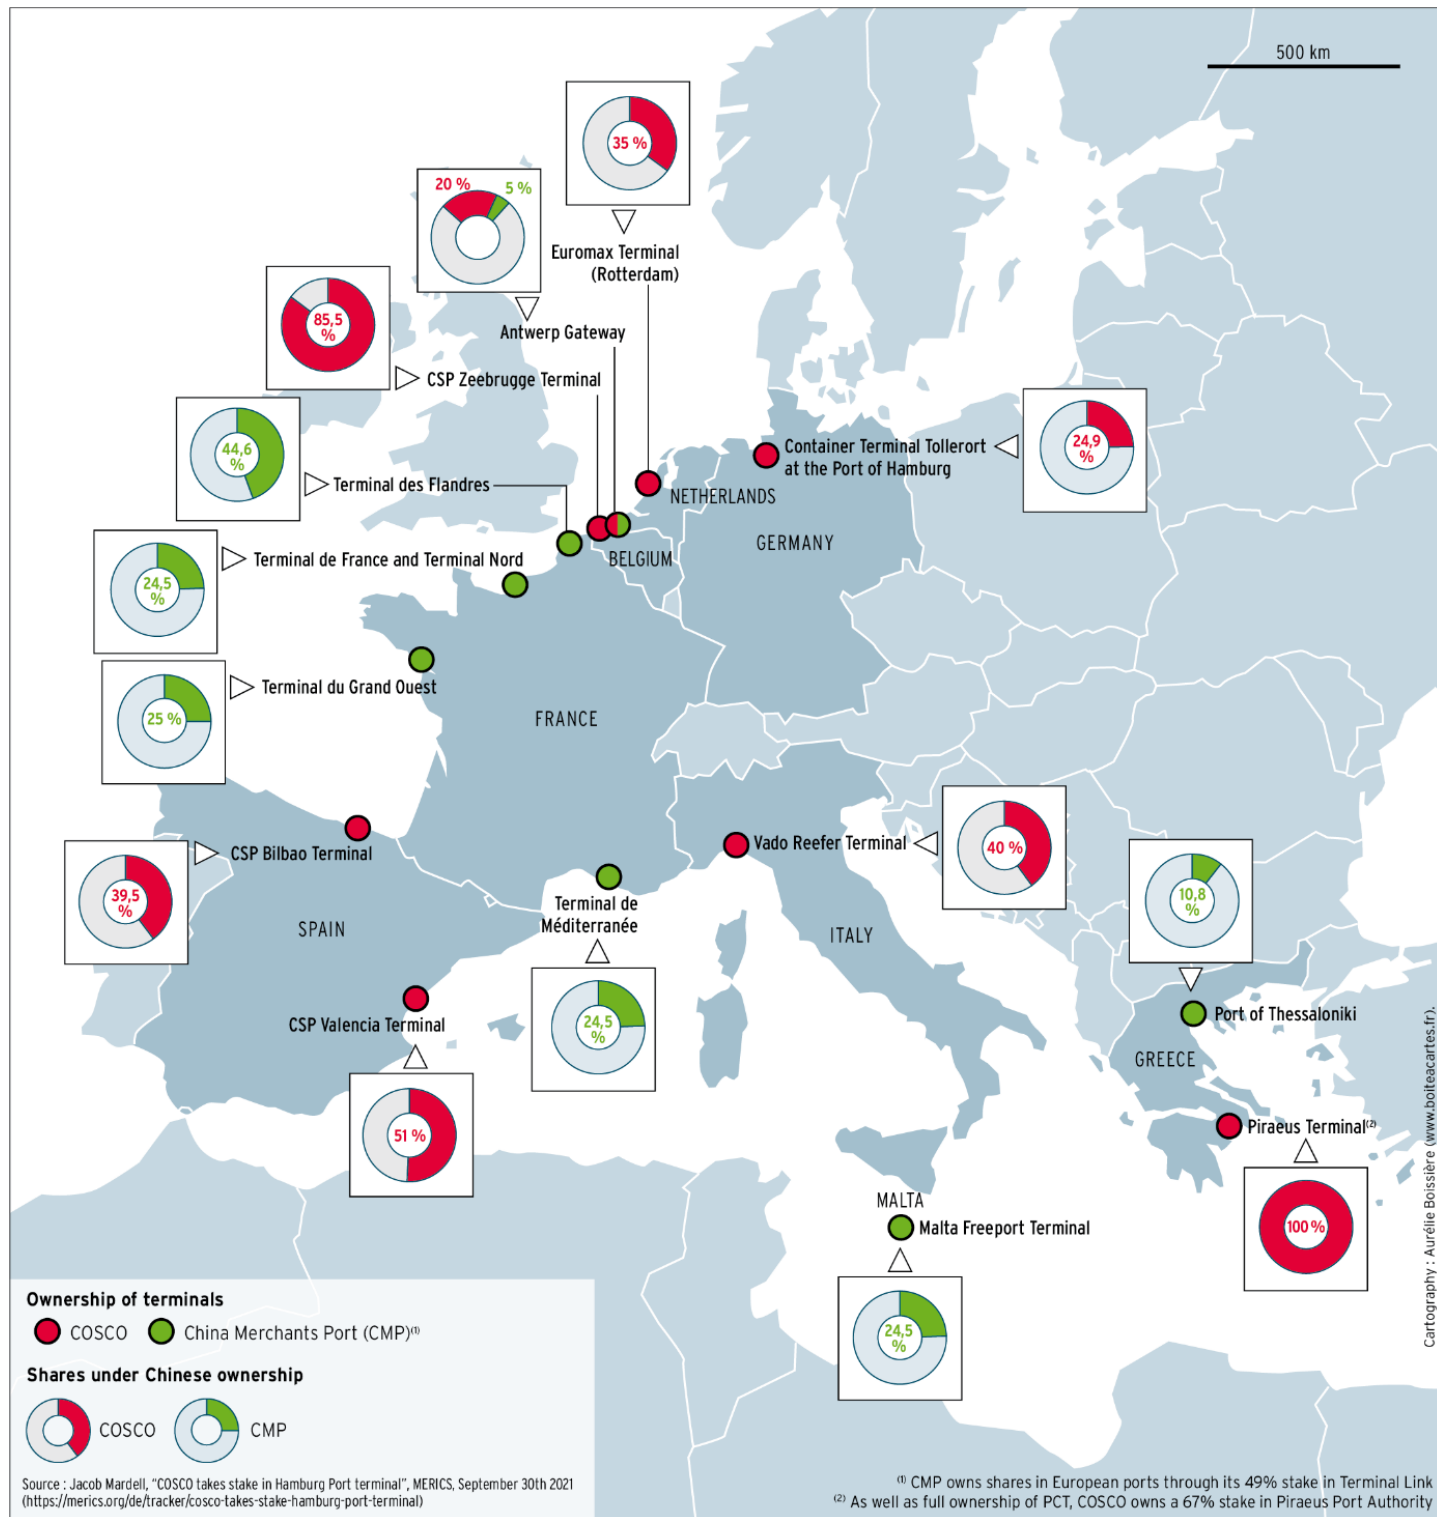 500 km
35 %
Euromax Terminal
(Rotterdam)
20 %
5 %
Antwerp Gateway
85,5
%
CSP Zeebrugge Terminal
44,6
%
Terminal des Flandres
24,5
%
Terminal de France and Terminal Nord
25 %
Terminal du Grand Ouest
Container Terminal Tollerort
at the Port of Hamburg
24,9
%
NETHERLANDS
BELGIUM
GERMANY
FRANCE
39,5
%
CSP Bilbao Terminal
SPAIN
CSP Valencia Terminal
51 %
Terminal de
Méditerranée
24,5
%
Vado Reefer Terminal
40 %
ITALY
10,8
%
Port of Thessaloniki
GREECE
Piraeus Terminal⁽²⁾
100 %
MALTA
Malta Freeport Terminal
24,5
%
Ownership of terminals
COSCO
China Merchants Port (CMP)⁽¹⁾
Shares under Chinese ownership
COSCO
CMP
Source : Jacob Mardell, “COSCO takes stake in Hamburg Port terminal”, MERICS, September 30th 2021
(https://merics.org/de/tracker/cosco-takes-stake-hamburg-port-terminal)
⁽¹⁾ CMP owns shares in European ports through its 49% stake in Terminal Link
⁽²⁾ As well as full ownership of PCT, COSCO owns a 67% stake in Piraeus Port Authority
Cartography : Aurélie Boissière (www.boiteacartes.fr).